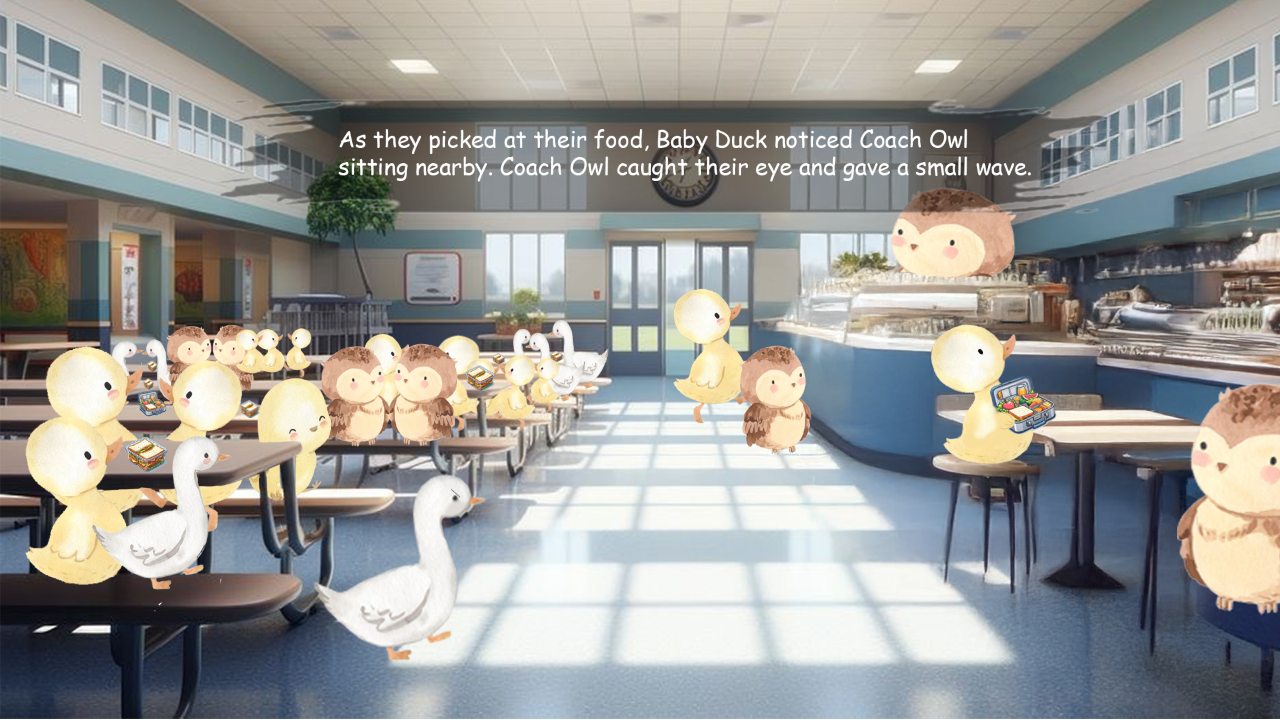 As they picked at their food, Baby Duck noticed Coach Owl
sitting nearby. Coach Owl caught their eye and gave a small wave.